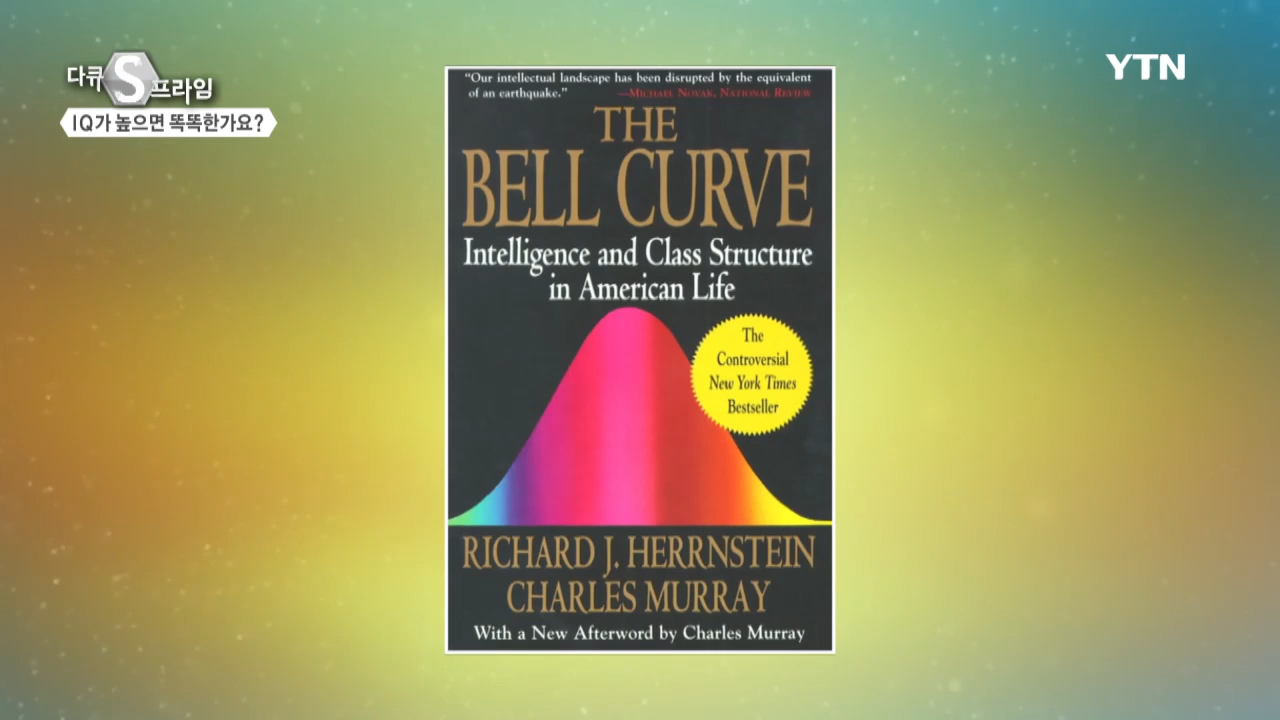 다큐S프라임
IQ가 높으면 똑똑한가요?
YTN
“Our intellectual landscape has been disrupted by the equivalent
of an earthquake.” —Michael Novak, National Review
THE
BELL CURVE
Intelligence and Class Structure
in American Life
The
Controversial
New York Times
Bestseller
RICHARD J. HERRNSTEIN
CHARLES MURRAY
With a New Afterword by Charles Murray